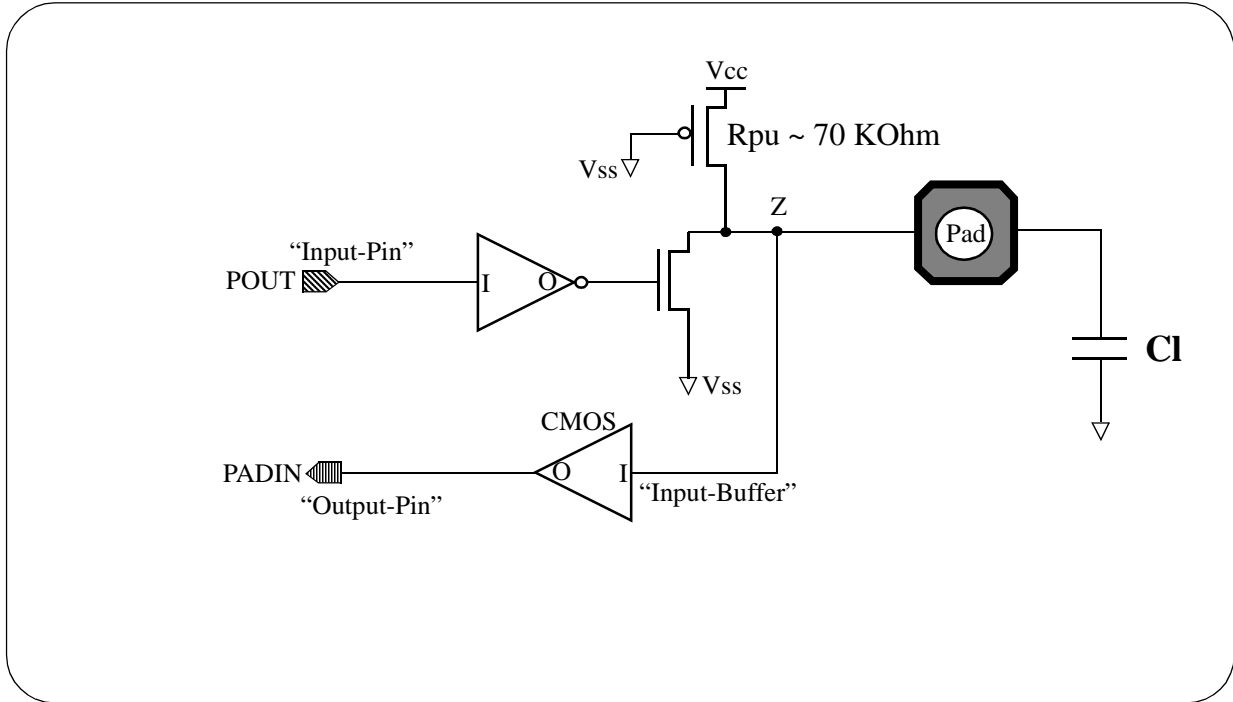 Vcc
Rpu ~ 70 KOhm
Vss
Z
Pad
“Input-Pin”
POUT
I
O
Cl
Vss
CMOS
PADIN
O
I
“Output-Pin”
“Input-Buffer”